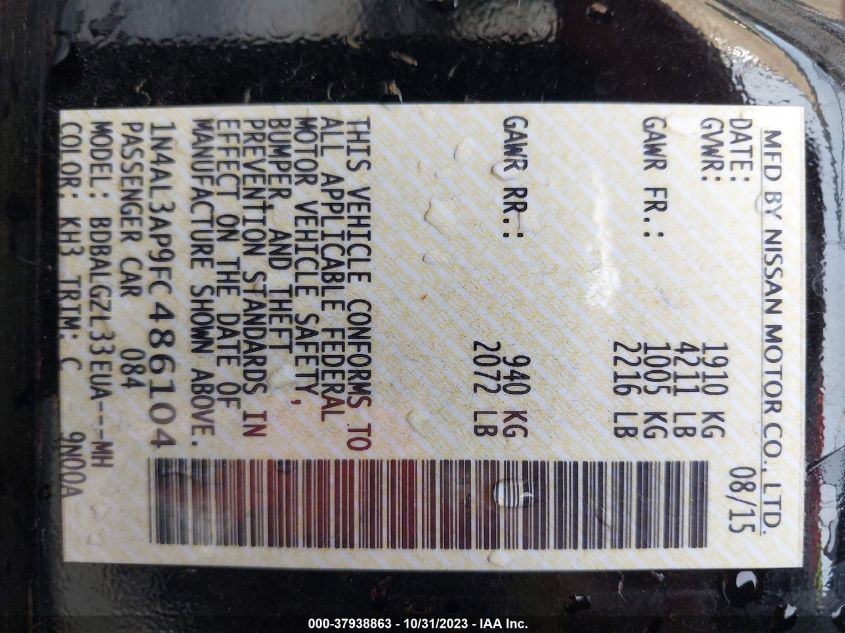 MFD BY NISSAN MOTOR CO., LTD.
DATE: 08/15
GVWR: 1910 KG
4211 LB
GAWR FR.: 1005 KG
2216 LB
GAWR RR.: 940 KG
2072 LB
THIS VEHICLE CONFORMS TO
ALL APPLICABLE FEDERAL
MOTOR VEHICLE SAFETY,
BUMPER, AND THEFT
PREVENTION STANDARDS IN
EFFECT ON THE DATE OF
MANUFACTURE SHOWN ABOVE.
1N4AL3AP9FC486104
PASSENGER CAR 084
MODEL: BDBALGZL33EUA---MH
COLOR: KH3 TRIM: C 9N00A
000-37938863 - 10/31/2023 - IAA Inc.